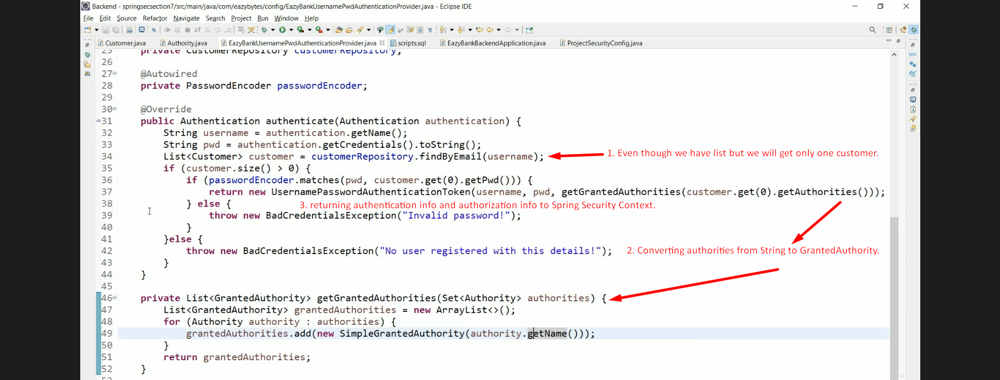 Backend - springsecsection7/src/main/java/com/eazybytes/config/EazyBankUsernamePwdAuthenticationProvider.java - Eclipse IDE
File Edit Source Refactor Navigate Search Project Run Window Help
Customer.java Authority.java EazyBankUsernamePwdAuthenticationProvider.java scripts.sql EazyBankBackendApplication.java ProjectSecurityConfig.java
25 private CustomerRepository customerRepository;
26
27 @Autowired
28 private PasswordEncoder passwordEncoder;
29
30 @Override
31 public Authentication authenticate(Authentication authentication) {
32 String username = authentication.getName();
33 String pwd = authentication.getCredentials().toString();
34 List<Customer> customer = customerRepository.findByEmail(username); 1. Even though we have list but we will get only one customer.
35 if (customer.size() > 0) {
36 if (passwordEncoder.matches(pwd, customer.get(0).getPwd())) {
37 return new UsernamePasswordAuthenticationToken(username, pwd, getGrantedAuthorities(customer.get(0).getAuthorities()));
38 } else { 3. returning authentication info and authorization info to Spring Security Context.
39 throw new BadCredentialsException("Invalid password!");
40 }
41 }else {
42 throw new BadCredentialsException("No user registered with this details!"); 2. Converting authorities from String to GrantedAuthority.
43 }
44 }
45
46 private List<GrantedAuthority> getGrantedAuthorities(Set<Authority> authorities) {
47 List<GrantedAuthority> grantedAuthorities = new ArrayList<>();
48 for (Authority authority : authorities) {
49 grantedAuthorities.add(new SimpleGrantedAuthority(authority.getName()));
50 }
51 return grantedAuthorities;
52 }
53